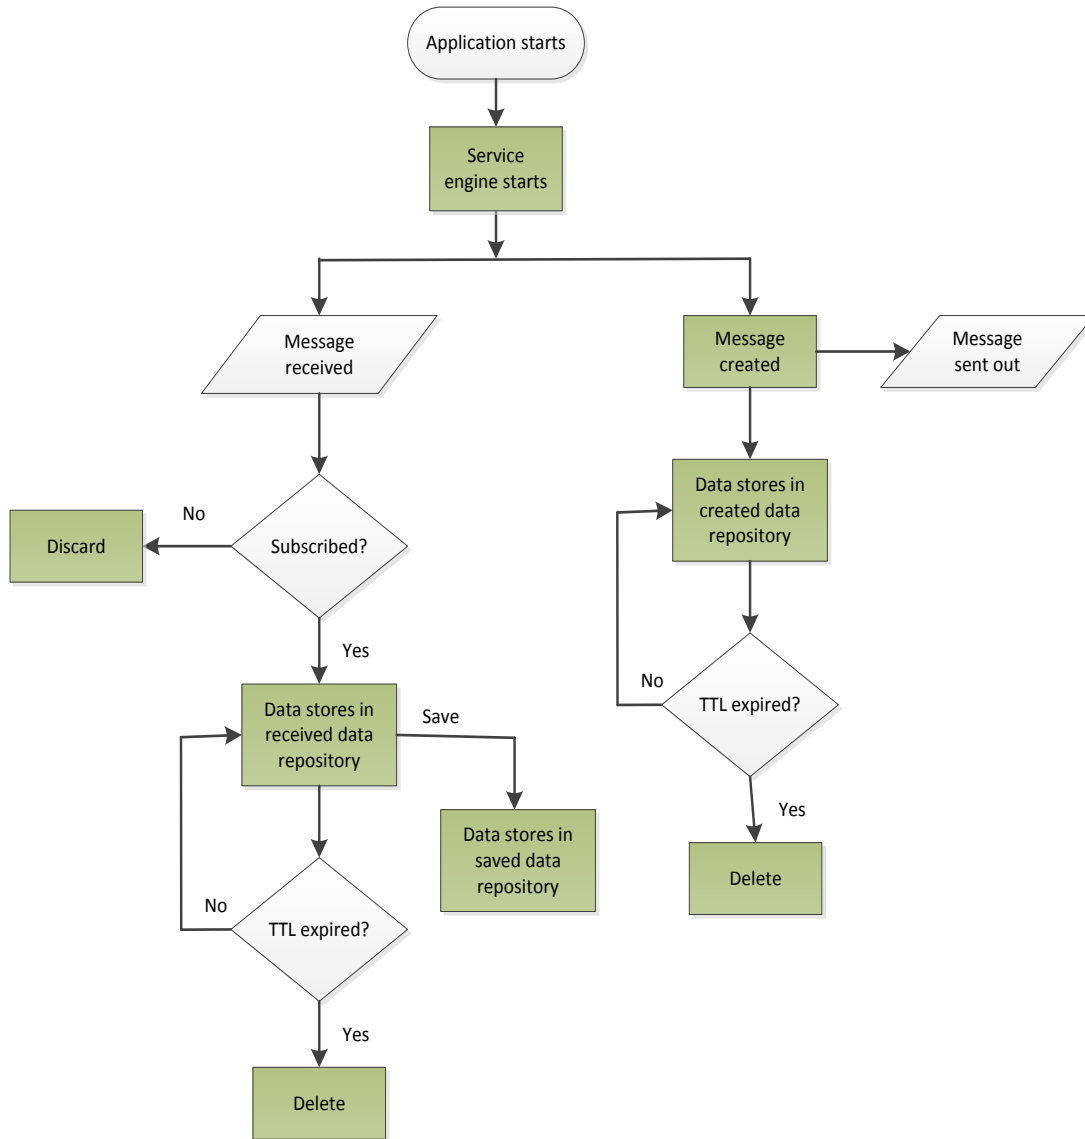 Application starts
Service
engine starts
Message
received
Message
created
Message
sent out
Data stores in
created data
repository
No
Discard
Subscribed?
Yes
No
TTL expired?
Data stores in
received data
repository
Save
Yes
Data stores in
saved data
repository
Delete
No
TTL expired?
Yes
Delete